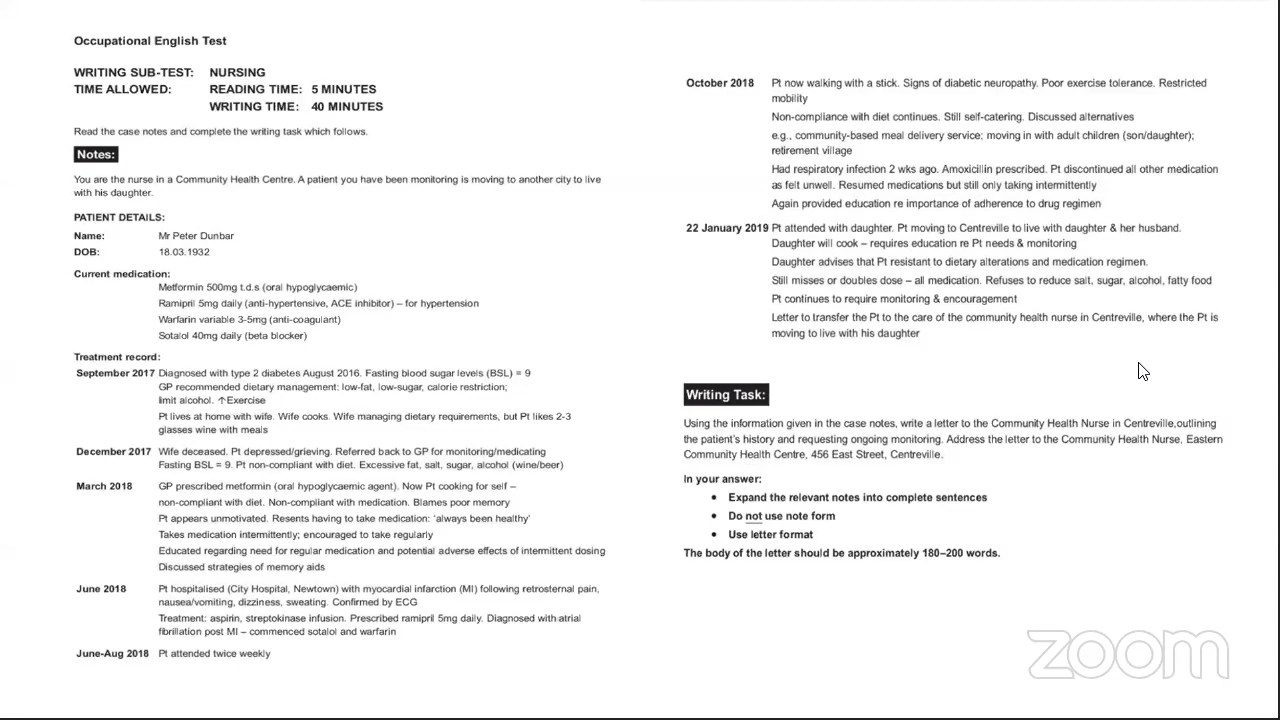 Occupational English Test
WRITING SUB-TEST: NURSING
TIME ALLOWED: READING TIME: 5 MINUTES
WRITING TIME: 40 MINUTES
Read the case notes and complete the writing task which follows.
Notes:
You are the nurse in a Community Health Centre. A patient you have been monitoring is moving to another city to live
with his daughter.
PATIENT DETAILS:
Name: Mr Peter Dunbar
DOB: 18.03.1932
Current medication:
Metformin 500mg t.d.s (oral hypoglycaemic)
Ramipril 5mg daily (anti-hypertensive, ACE inhibitor) – for hypertension
Warfarin variable 3-5mg (anti-coagulant)
Sotalol 40mg daily (beta blocker)
Treatment record:
September 2017 Diagnosed with type 2 diabetes August 2016. Fasting blood sugar levels (BSL) = 9
GP recommended dietary management: low-fat, low-sugar, calorie restriction;
limit alcohol. ↑Exercise
Pt lives at home with wife. Wife cooks. Wife managing dietary requirements, but Pt likes 2-3
glasses wine with meals
December 2017 Wife deceased. Pt depressed/grieving. Referred back to GP for monitoring/medicating
Fasting BSL = 9. Pt non-compliant with diet. Excessive fat, salt, sugar, alcohol (wine/beer)
March 2018 GP prescribed metformin (oral hypoglycaemic agent). Now Pt cooking for self –
non-compliant with diet. Non-compliant with medication. Blames poor memory
Pt appears unmotivated. Resents having to take medication: ‘always been healthy’
Takes medication intermittently; encouraged to take regularly
Educated regarding need for regular medication and potential adverse effects of intermittent dosing
Discussed strategies of memory aids
June 2018 Pt hospitalised (City Hospital, Newtown) with myocardial infarction (MI) following retrosternal pain,
nausea/vomiting, dizziness, sweating. Confirmed by ECG
Treatment: aspirin, streptokinase infusion. Prescribed ramipril 5mg daily. Diagnosed with atrial
fibrillation post MI – commenced sotalol and warfarin
June-Aug 2018 Pt attended twice weekly
October 2018 Pt now walking with a stick. Signs of diabetic neuropathy. Poor exercise tolerance. Restricted
mobility
Non-compliance with diet continues. Still self-catering. Discussed alternatives
e.g., community-based meal delivery service; moving in with adult children (son/daughter);
retirement village
Had respiratory infection 2 wks ago. Amoxicillin prescribed. Pt discontinued all other medication
as felt unwell. Resumed medications but still only taking intermittently
Again provided education re importance of adherence to drug regimen
22 January 2019 Pt attended with daughter. Pt moving to Centreville to live with daughter & her husband.
Daughter will cook – requires education re Pt needs & monitoring
Daughter advises that Pt resistant to dietary alterations and medication regimen.
Still misses or doubles dose – all medication. Refuses to reduce salt, sugar, alcohol, fatty food
Pt continues to require monitoring & encouragement
Letter to transfer the Pt to the care of the community health nurse in Centreville, where the Pt is
moving to live with his daughter
Writing Task:
Using the information given in the case notes, write a letter to the Community Health Nurse in Centreville,outlining
the patient’s history and requesting ongoing monitoring. Address the letter to the Community Health Nurse, Eastern
Community Health Centre, 456 East Street, Centreville.
In your answer:
• Expand the relevant notes into complete sentences
• Do not use note form
• Use letter format
The body of the letter should be approximately 180–200 words.
zoom